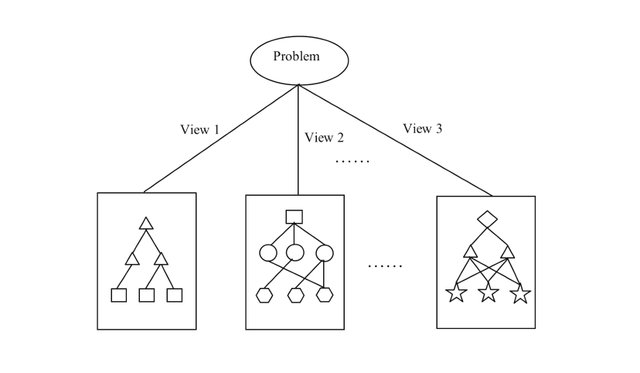 Problem
View 1
View 2
View 3
......
......